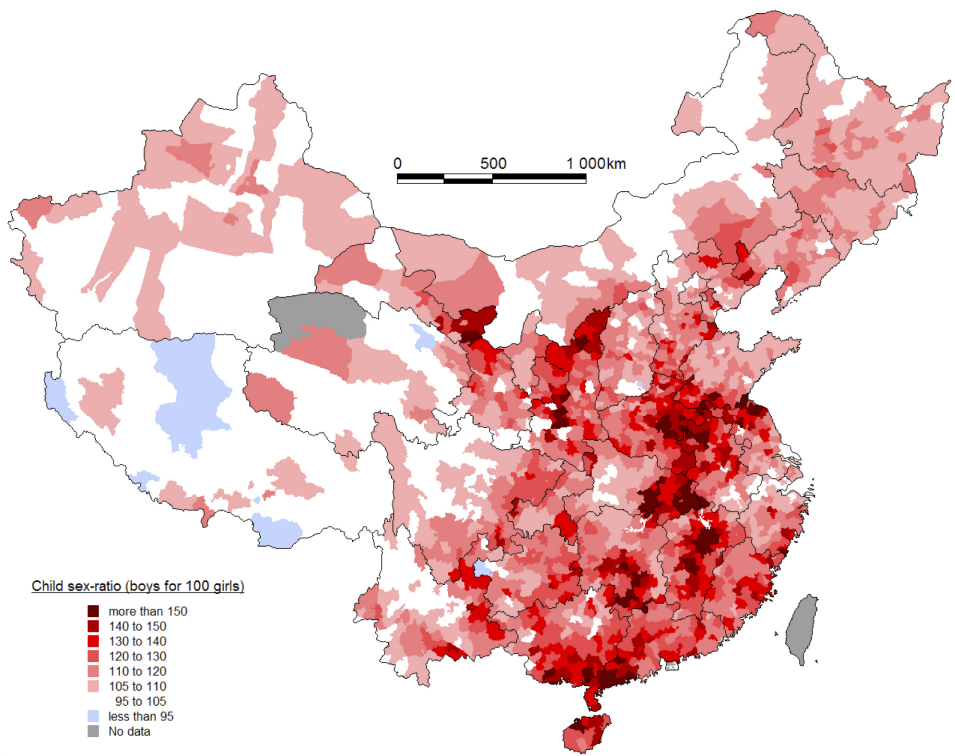 0 500 1 000km
Child sex-ratio (boys for 100 girls)
more than 150
140 to 150
130 to 140
120 to 130
110 to 120
105 to 110
95 to 105
less than 95
No data